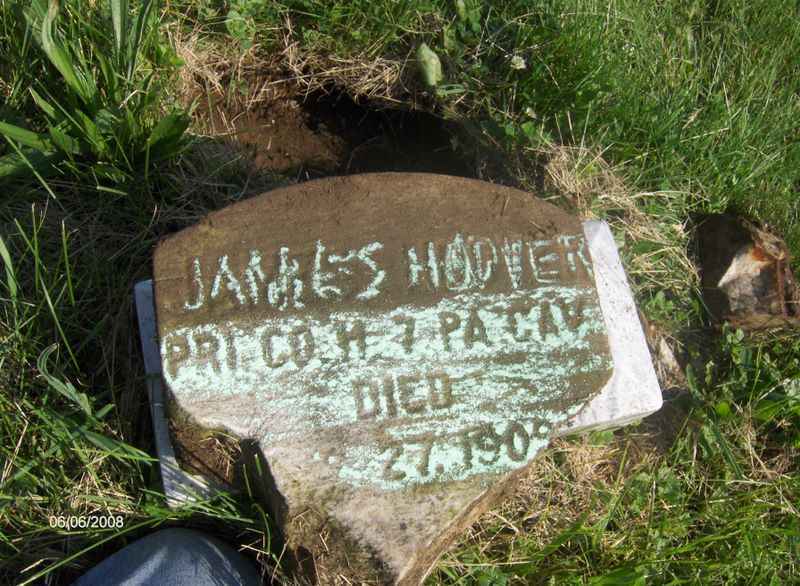 JAMES HOOVER
PRI. CO. H. 7. PA. CAV.
DIED
27. 1909
06/06/2008